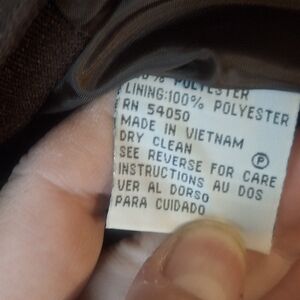 % POLYESTER
LINING:100% POLYESTER
RN 54050
MADE IN VIETNAM
DRY CLEAN
P
SEE REVERSE FOR CARE
INSTRUCTIONS AU DOS
VER AL DORSO
PARA CUIDADO